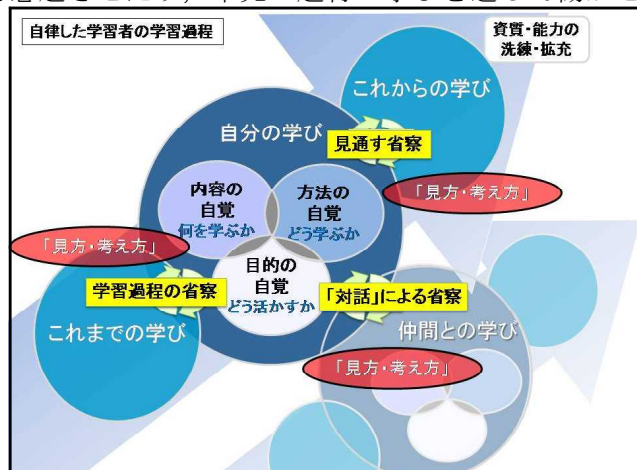 自律した学習者の学習過程
資質・能力の
洗練・拡充
これからの学び
自分の学び
見通す省察
内容の
自覚
何を学ぶか
方法の
自覚
どう学ぶか
「見方・考え方」
「見方・考え方」
目的の
自覚
どう活かすか
学習過程の省察
「対話」による省察
これまでの学び
仲間との学び
「見方・考え方」